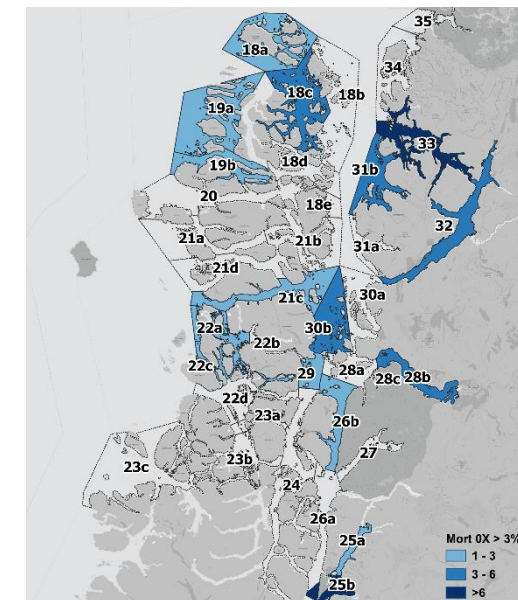 35
18a
34
18c
18b
19a
33
18d
31b
19b
20
18e
32
21a
21b
31a
21d
21c
30a
22a
30b
22b
22c
29
28a
28c
28b
22d
23a
26b
27
23b
23c
24
26a
25a
25b
Mort 0X > 3%
1 - 3
3 - 6
>6